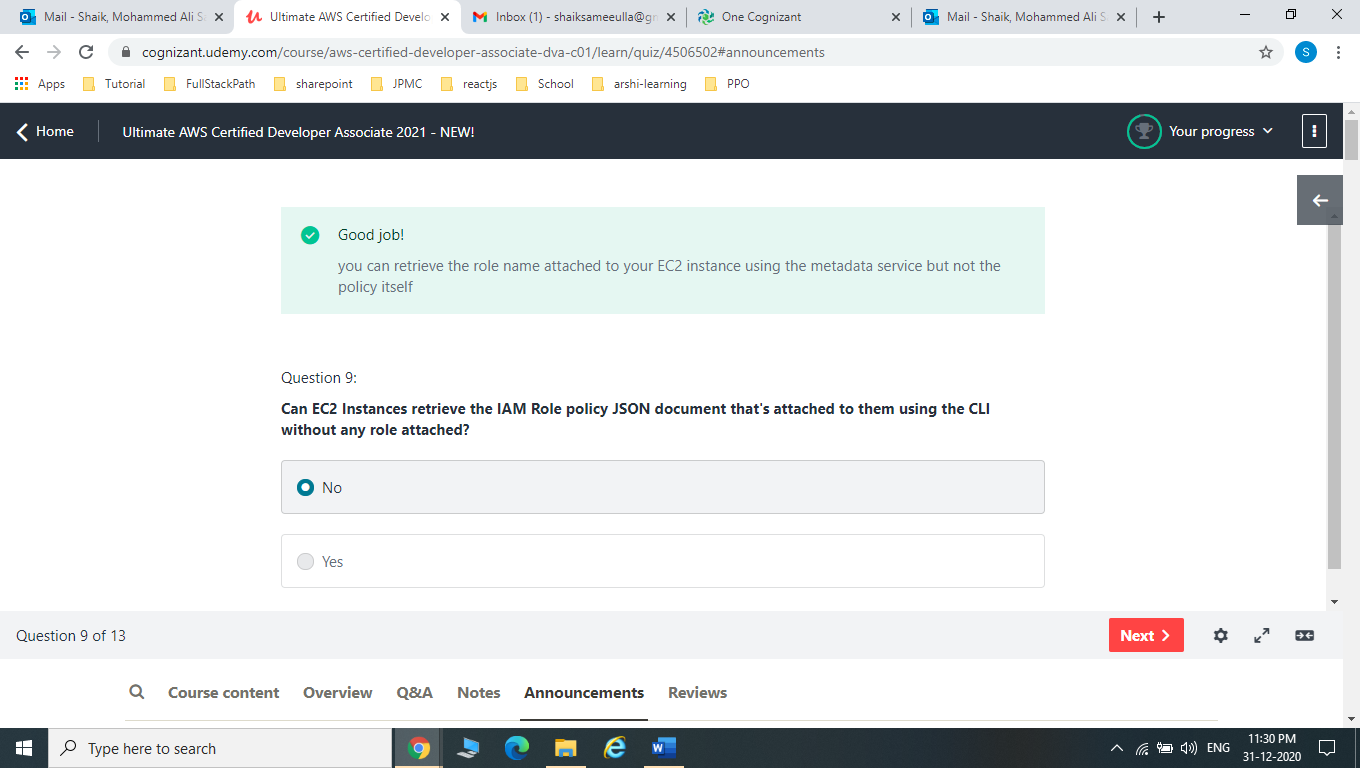 Mail - Shaik, Mohammed Ali S
Ultimate AWS Certified Develo
Inbox (1) - shaiksameeulla@gm
One Cognizant
Mail - Shaik, Mohammed Ali S
cognizant.udemy.com/course/aws-certified-developer-associate-dva-c01/learn/quiz/4506502#announcements
S
Apps Tutorial FullStackPath sharepoint JPMC reactjs School arshi-learning PPO
Home Ultimate AWS Certified Developer Associate 2021 - NEW! Your progress
Good job!
you can retrieve the role name attached to your EC2 instance using the metadata service but not the
policy itself
Question 9:
Can EC2 Instances retrieve the IAM Role policy JSON document that's attached to them using the CLI
without any role attached?
No
Yes
Question 9 of 13 Next
Course content Overview Q&A Notes Announcements Reviews
Type here to search
ENG
11:30 PM
31-12-2020